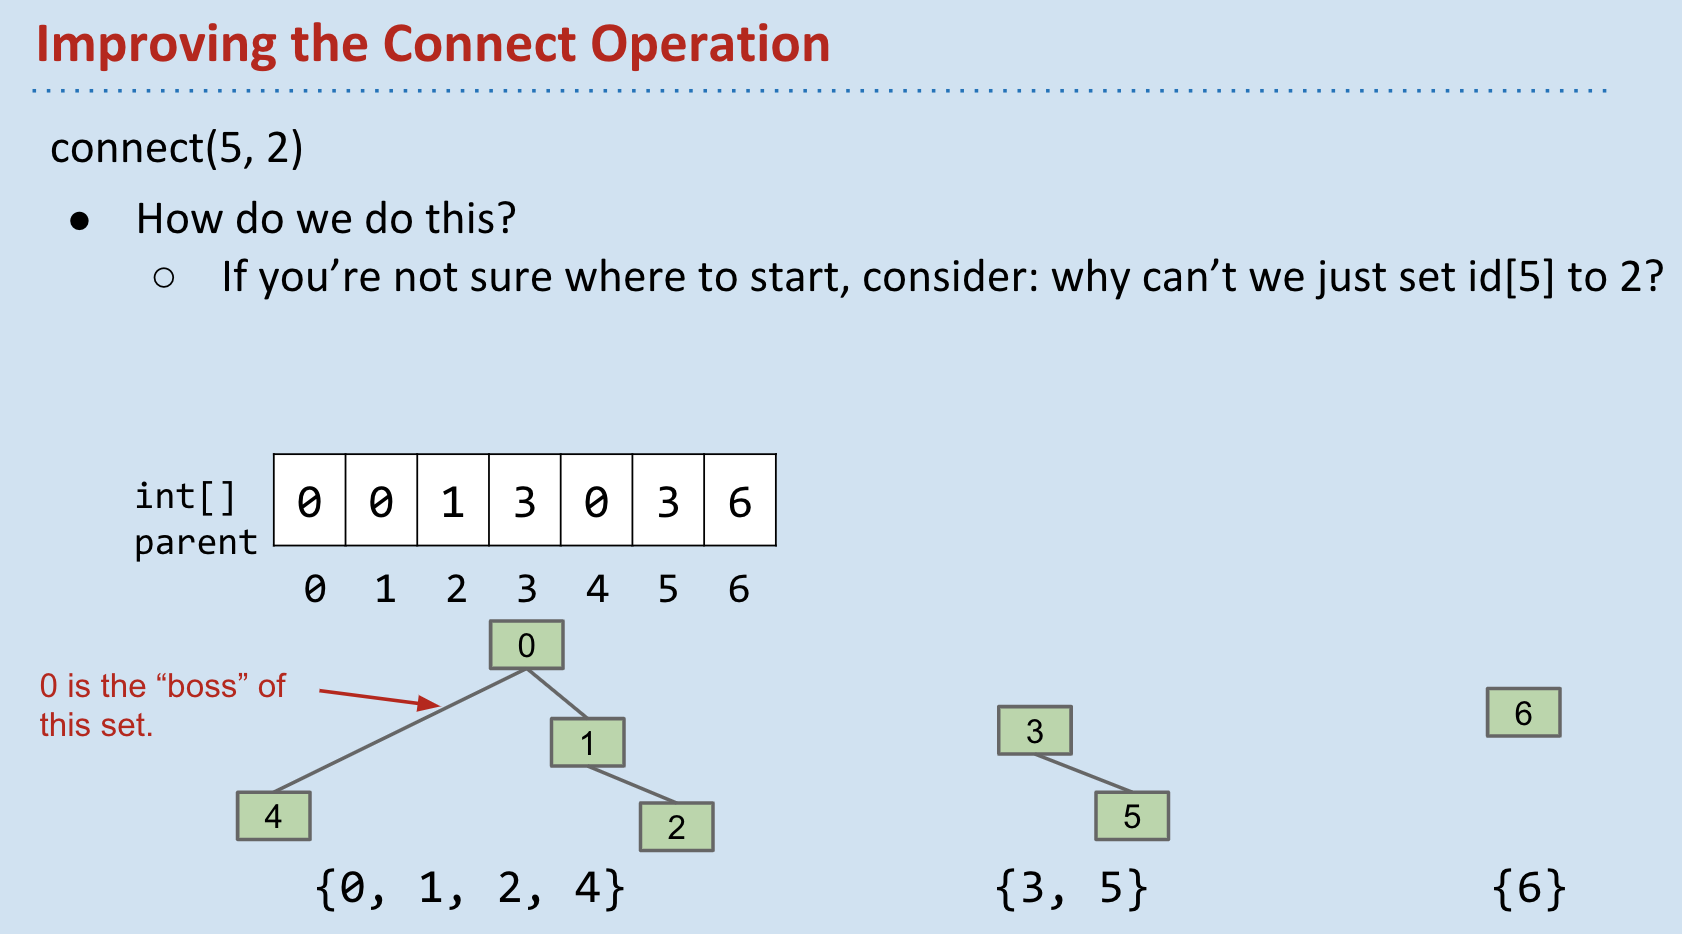 Improving the Connect Operation
connect(5, 2)
● How do we do this?
○ If you’re not sure where to start, consider: why can’t we just set id[5] to 2?
int[]
parent
0 0 1 3 0 3 6
0 1 2 3 4 5 6
0 is the “boss” of
this set.
0
1
4
2
3
5
6
{0, 1, 2, 4}
{3, 5}
{6}